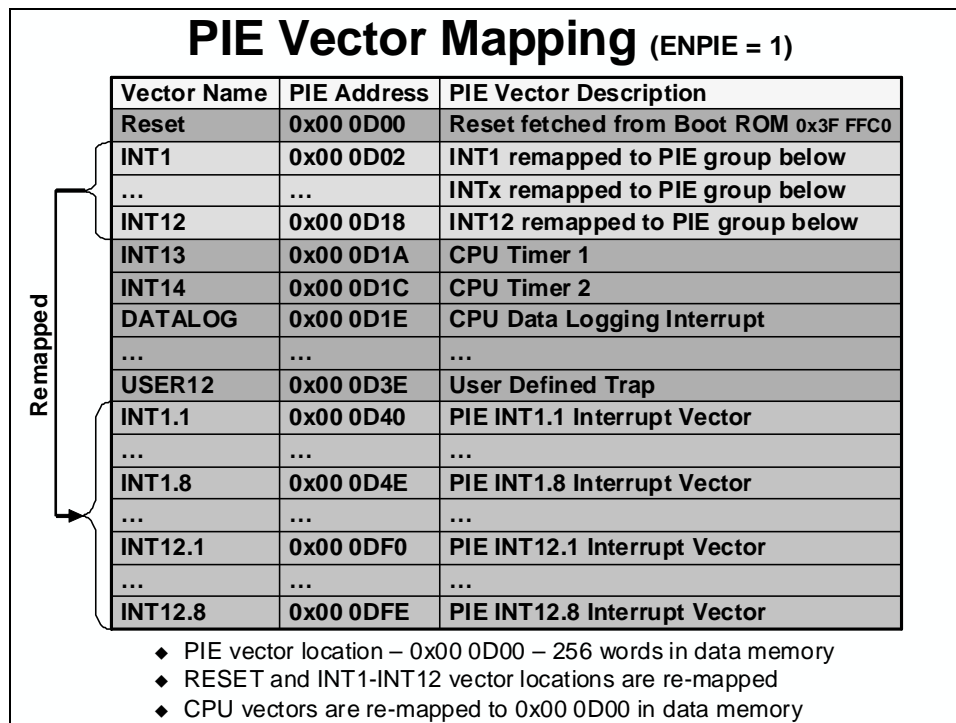 PIE Vector Mapping (ENPIE = 1)
Vector Name PIE Address PIE Vector Description
Reset 0x00 0D00 Reset fetched from Boot ROM 0x3F FFC0
INT1 0x00 0D02 INT1 remapped to PIE group below
… … INTx remapped to PIE group below
INT12 0x00 0D18 INT12 remapped to PIE group below
INT13 0x00 0D1A CPU Timer 1
INT14 0x00 0D1C CPU Timer 2
DATALOG 0x00 0D1E CPU Data Logging Interrupt
… … …
USER12 0x00 0D3E User Defined Trap
INT1.1 0x00 0D40 PIE INT1.1 Interrupt Vector
… … …
INT1.8 0x00 0D4E PIE INT1.8 Interrupt Vector
… … …
INT12.1 0x00 0DF0 PIE INT12.1 Interrupt Vector
… … …
INT12.8 0x00 0DFE PIE INT12.8 Interrupt Vector
Remapped
◆ PIE vector location – 0x00 0D00 – 256 words in data memory
◆ RESET and INT1-INT12 vector locations are re-mapped
◆ CPU vectors are re-mapped to 0x00 0D00 in data memory